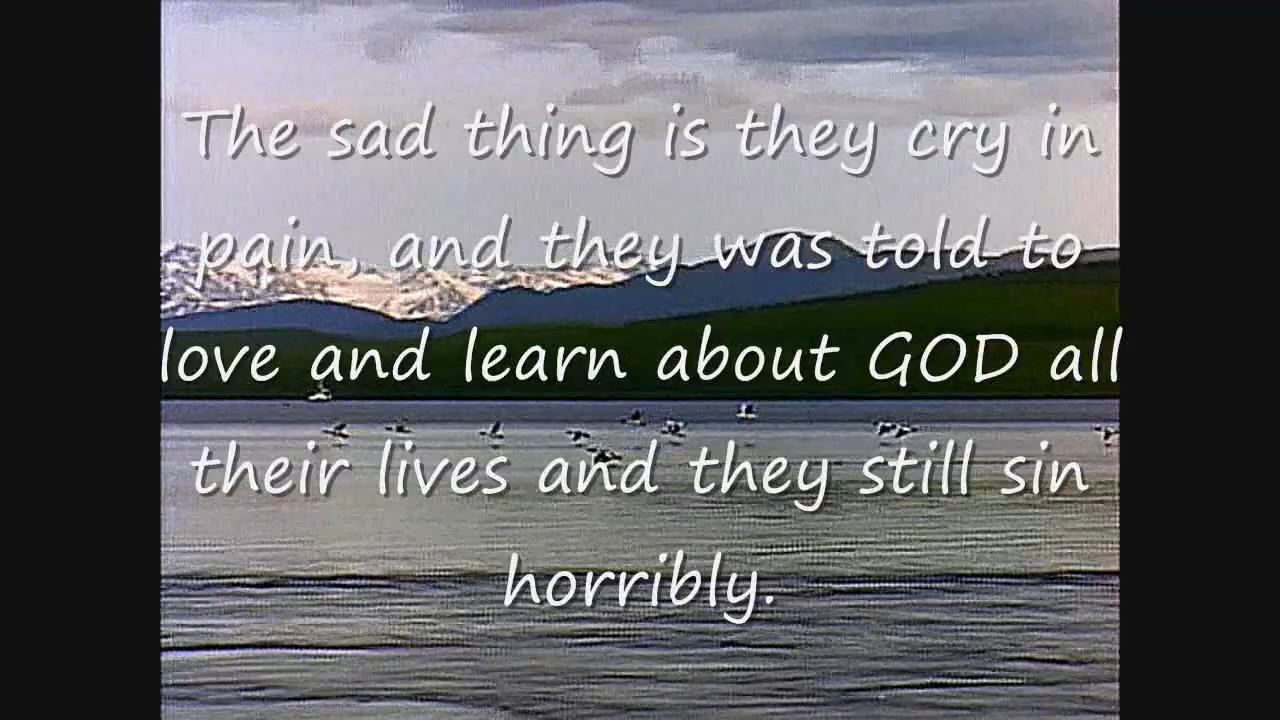 The sad thing is they cry in
pain, and they was told to
love and learn about GOD all
their lives and they still sin
horribly.